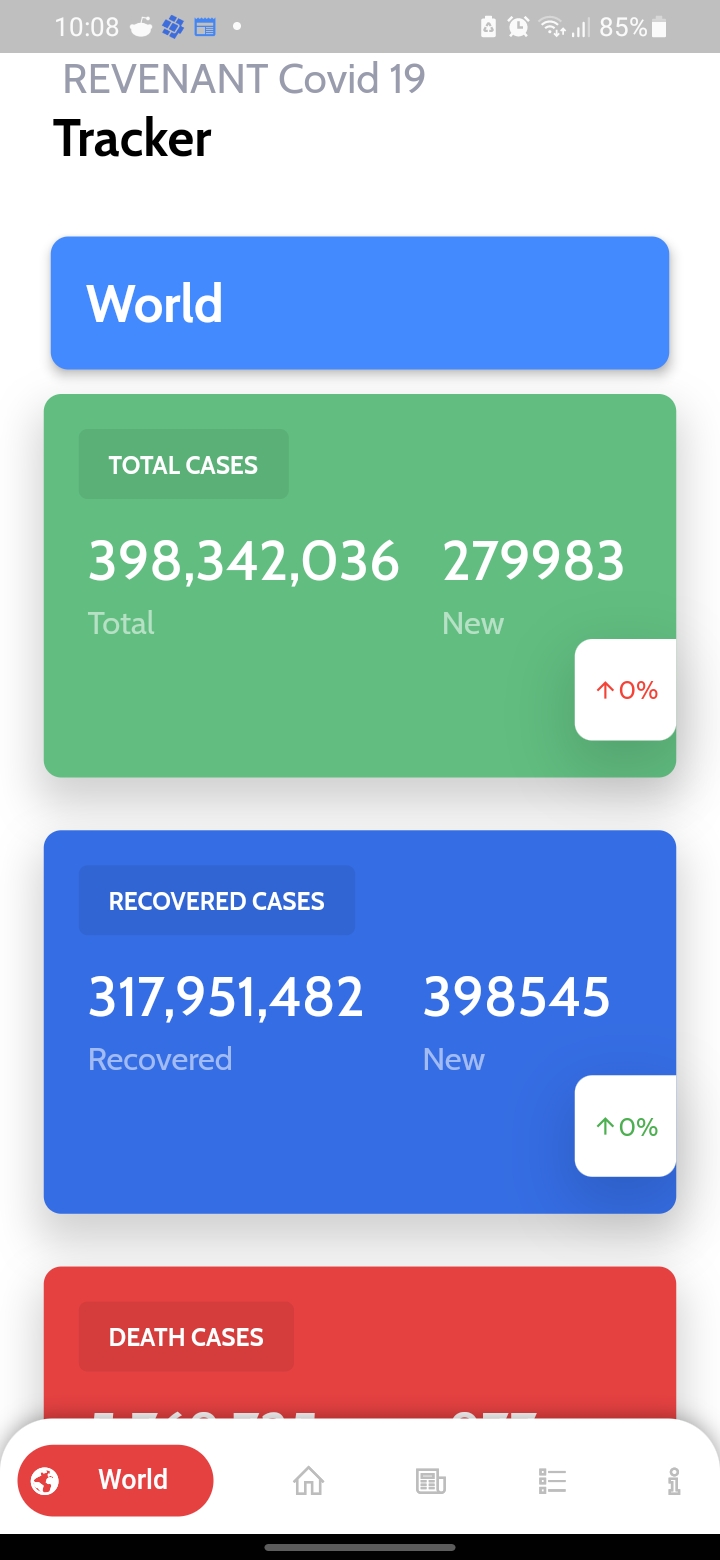 10:08 85%
REVENANT Covid 19
Tracker
World
TOTAL CASES
398,342,036 279983
Total New
↑0%
RECOVERED CASES
317,951,482 398545
Recovered New
↑0%
DEATH CASES
World